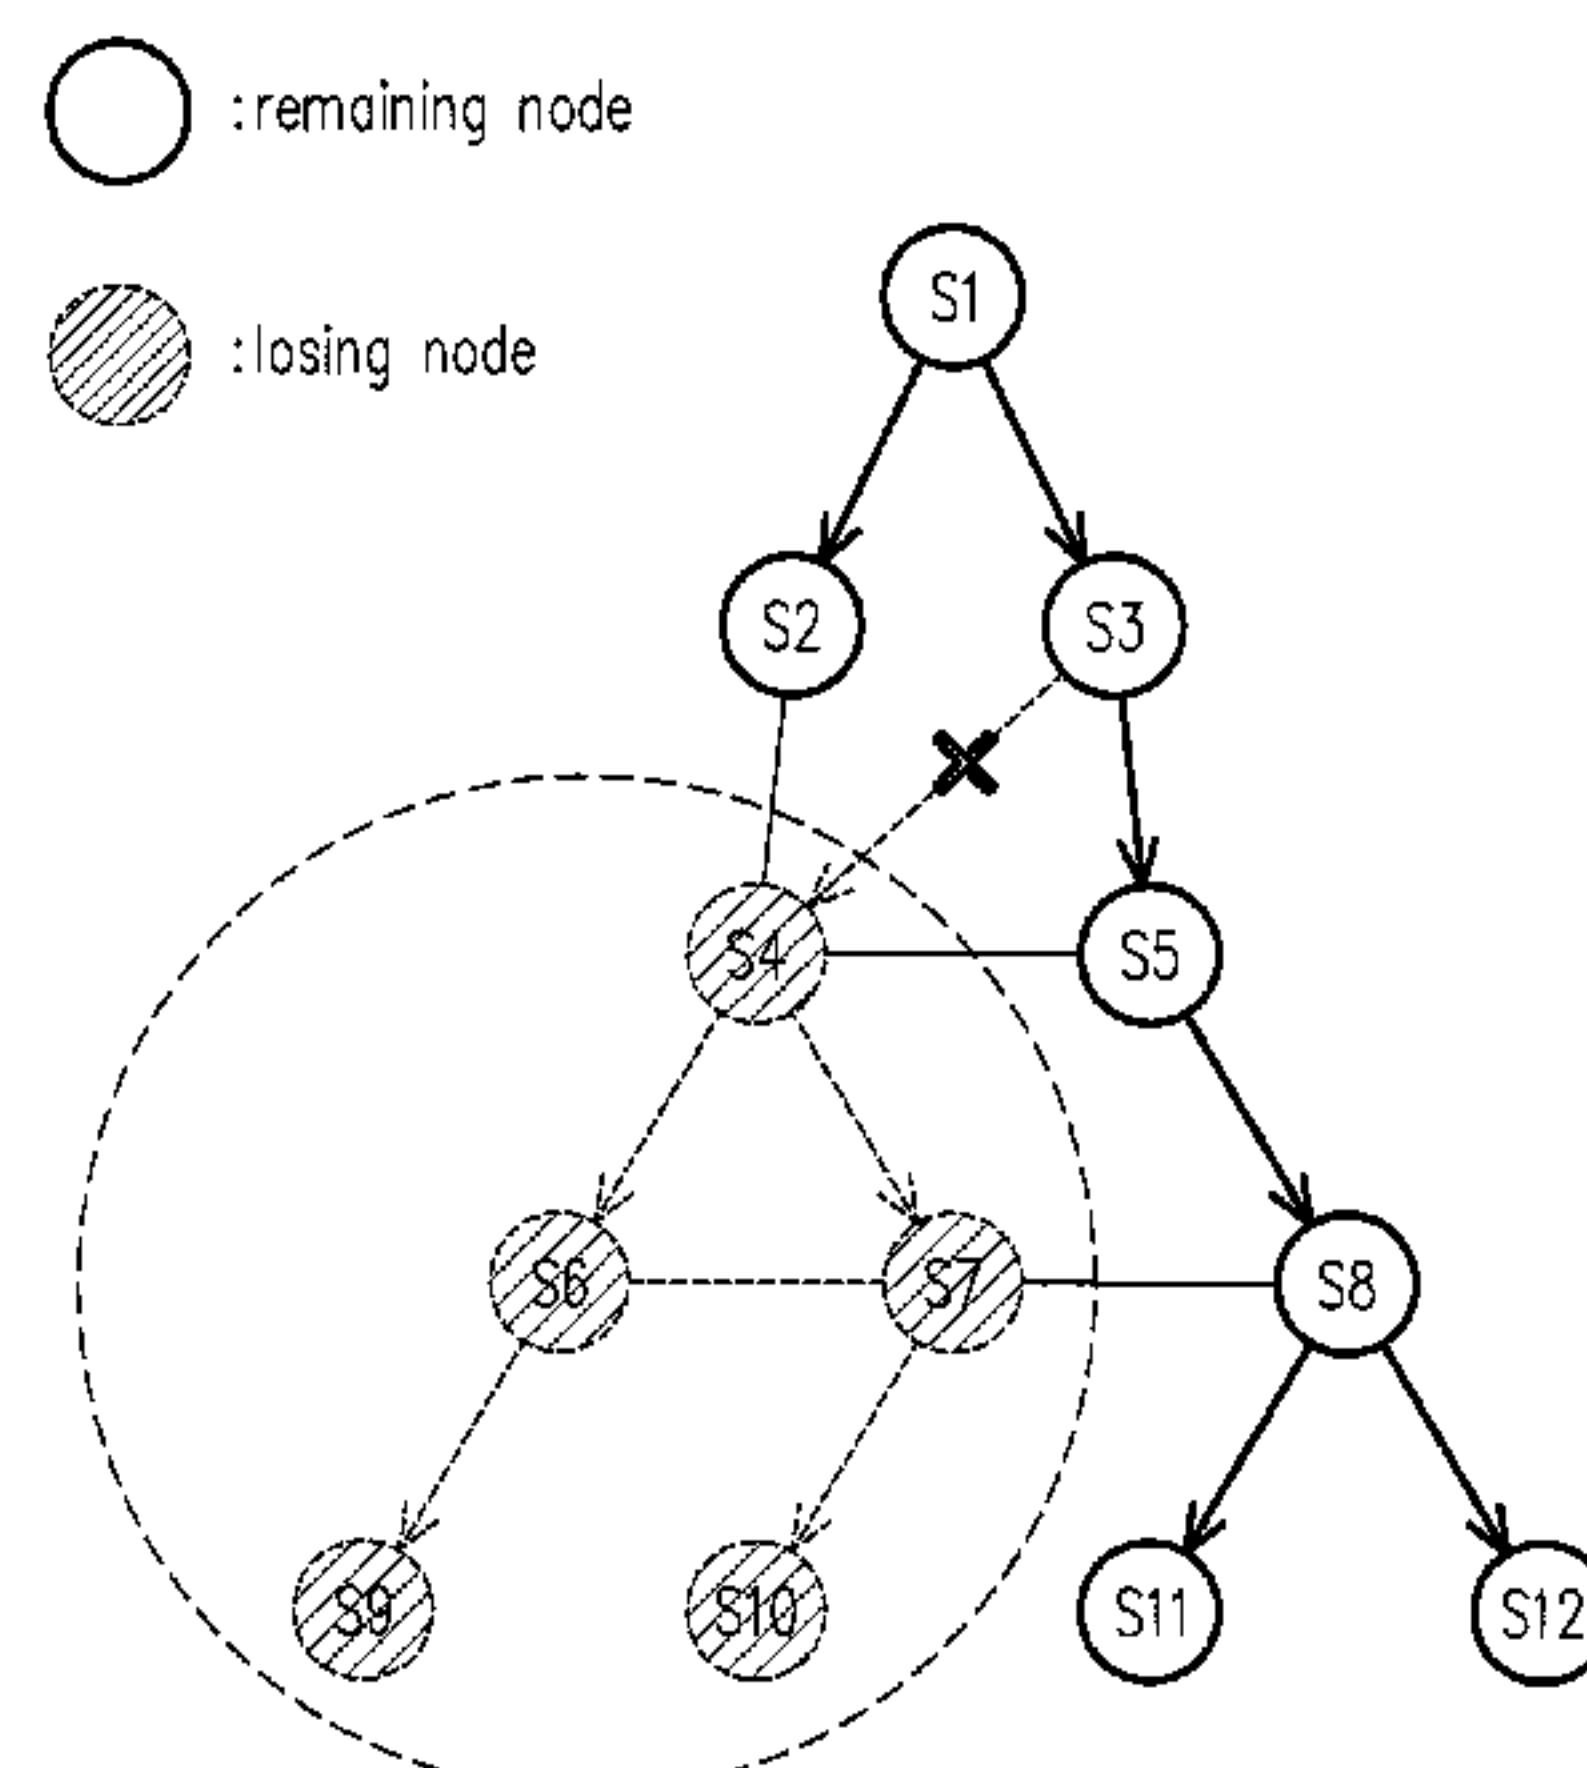 :remaining node
:losing node
S1
S2
S3
S4
S5
S6
S7
S8
S9
S10
S11
S12